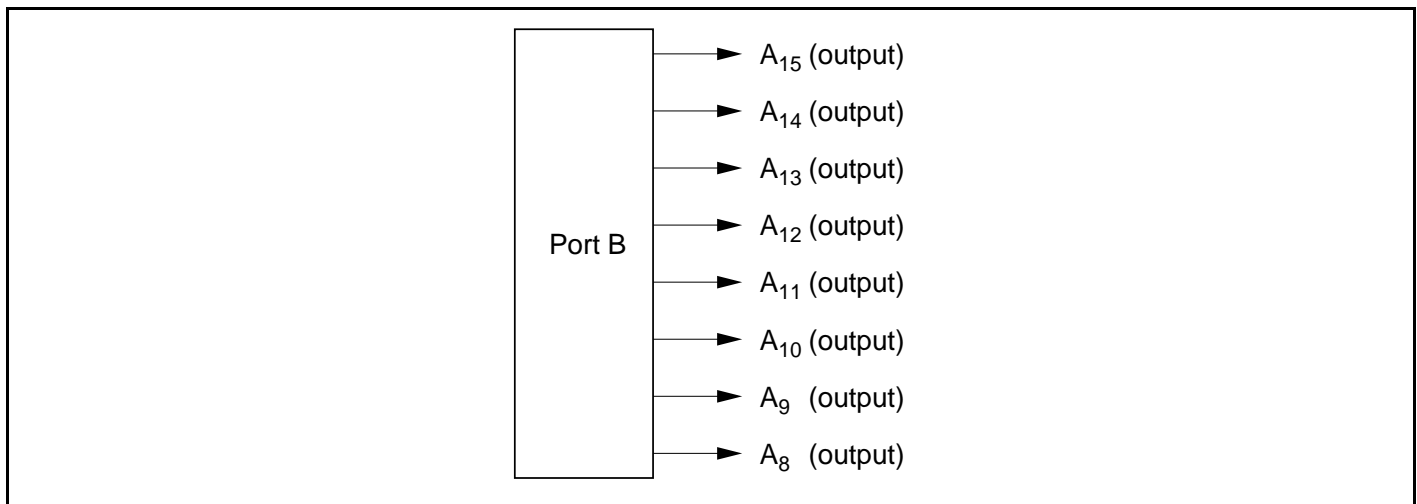 A15 (output)
A14 (output)
A13 (output)
A12 (output)
Port B
A11 (output)
A10 (output)
A9 (output)
A8 (output)